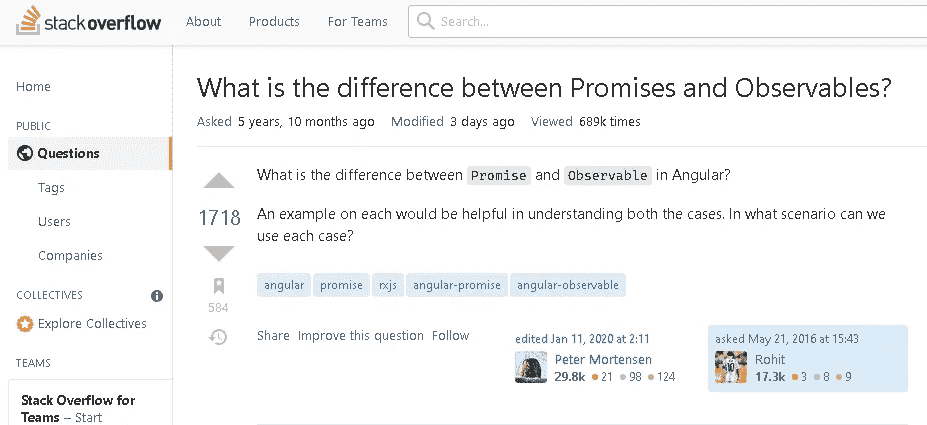 stackoverflow About Products For Teams Search...
What is the difference between Promises and Observables?
Asked 5 years, 10 months ago Modified 3 days ago Viewed 689k times
Home
PUBLIC
Questions
Tags
Users
Companies
COLLECTIVES
Explore Collectives
TEAMS
Stack Overflow for
Teams – Start
1718
584
What is the difference between Promise and Observable in Angular?
An example on each would be helpful in understanding both the cases. In what scenario can we
use each case?
angular promise rxjs angular-promise angular-observable
Share Improve this question Follow
edited Jan 11, 2020 at 2:11
Peter Mortensen
29.8k 21 98 124
asked May 21, 2016 at 15:43
Rohit
17.3k 3 8 9